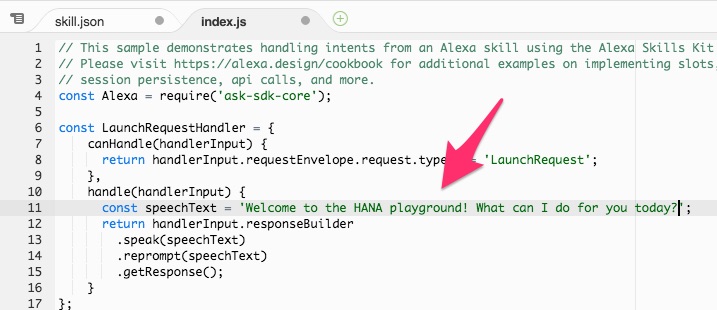 skill.json
index.js
1 // This sample demonstrates handling intents from an Alexa skill using the Alexa Skills Kit
2 // Please visit https://alexa.design/cookbook for additional examples on implementing slots,
3 // session persistence, api calls, and more.
4 const Alexa = require('ask-sdk-core');
5
6 const LaunchRequestHandler = {
7 canHandle(handlerInput) {
8 return handlerInput.requestEnvelope.request.type = 'LaunchRequest';
9 },
10 handle(handlerInput) {
11 const speechText = 'Welcome to the HANA playground! What can I do for you today?';
12 return handlerInput.responseBuilder
13 .speak(speechText)
14 .reprompt(speechText)
15 .getResponse();
16 }
17 };